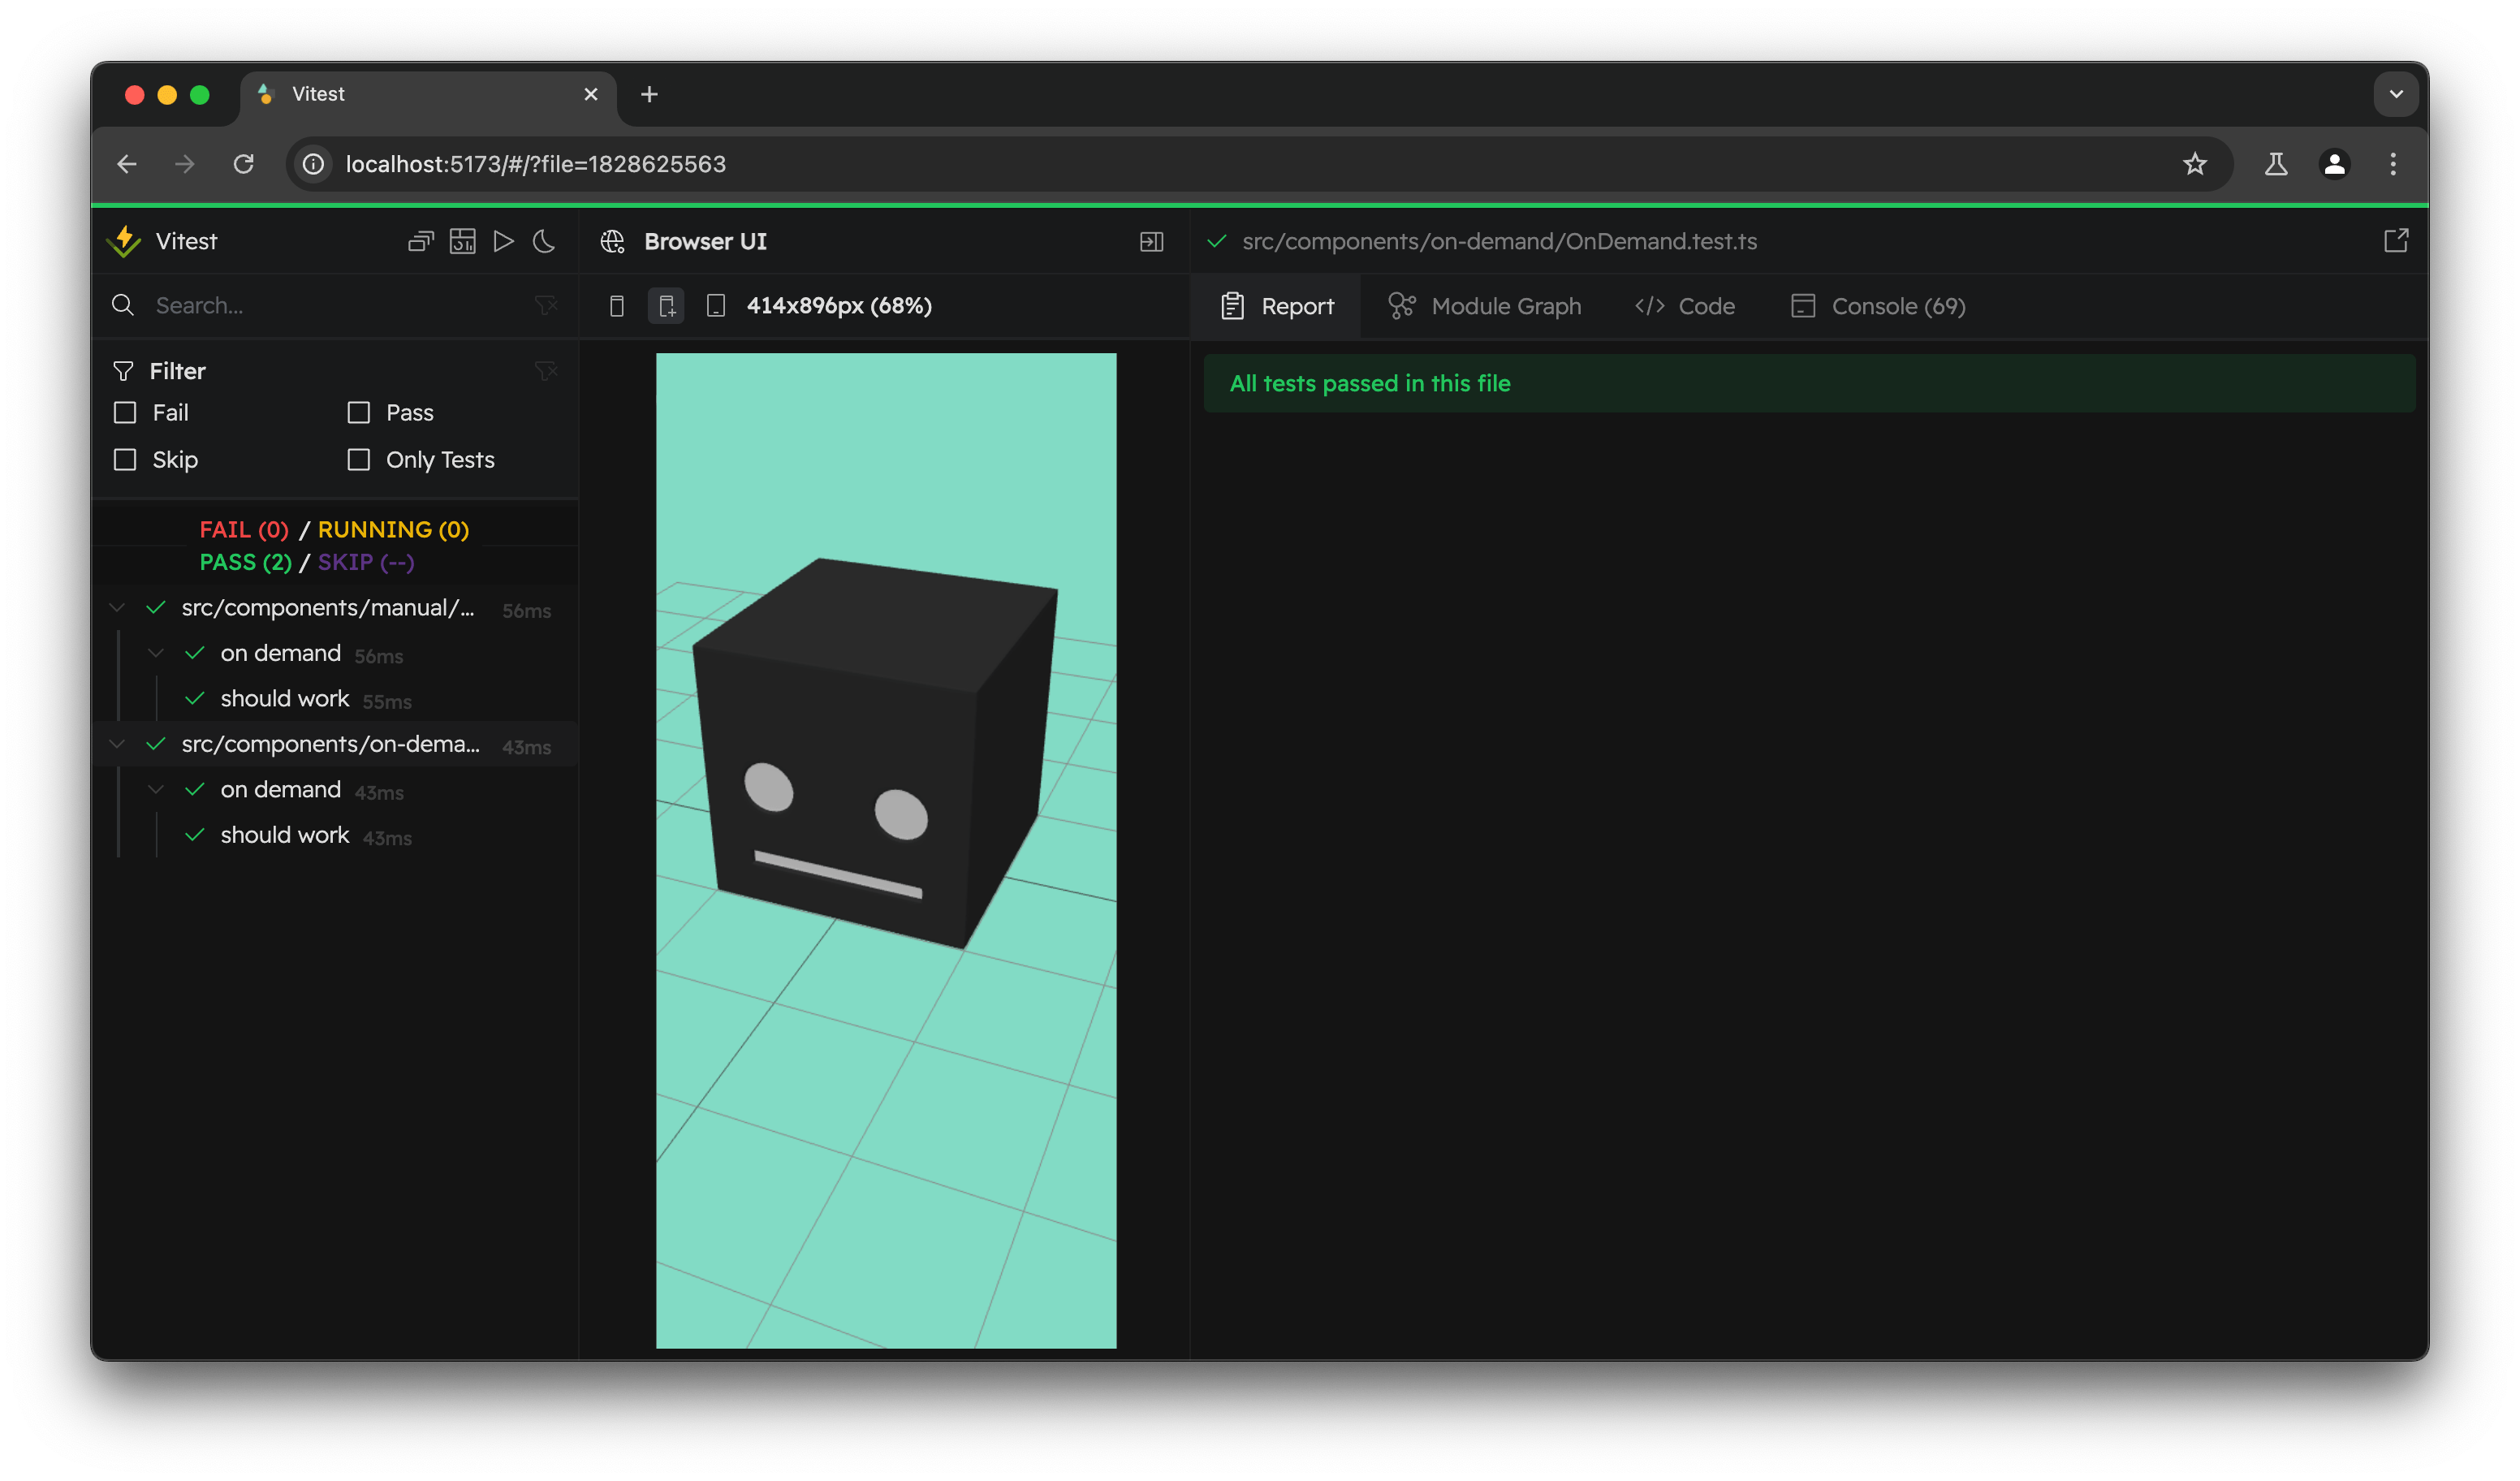 Vitest
localhost:5173/#/?file=1828625563
Vitest
Search...
Filter
Fail
Pass
Skip
Only Tests
FAIL (0) / RUNNING (0)
PASS (2) / SKIP (--)
src/components/manual/... 56ms
on demand 56ms
should work 55ms
src/components/on-dema... 43ms
on demand 43ms
should work 43ms
Browser UI
414x896px (68%)
src/components/on-demand/OnDemand.test.ts
Report
Module Graph
Code
Console (69)
All tests passed in this file